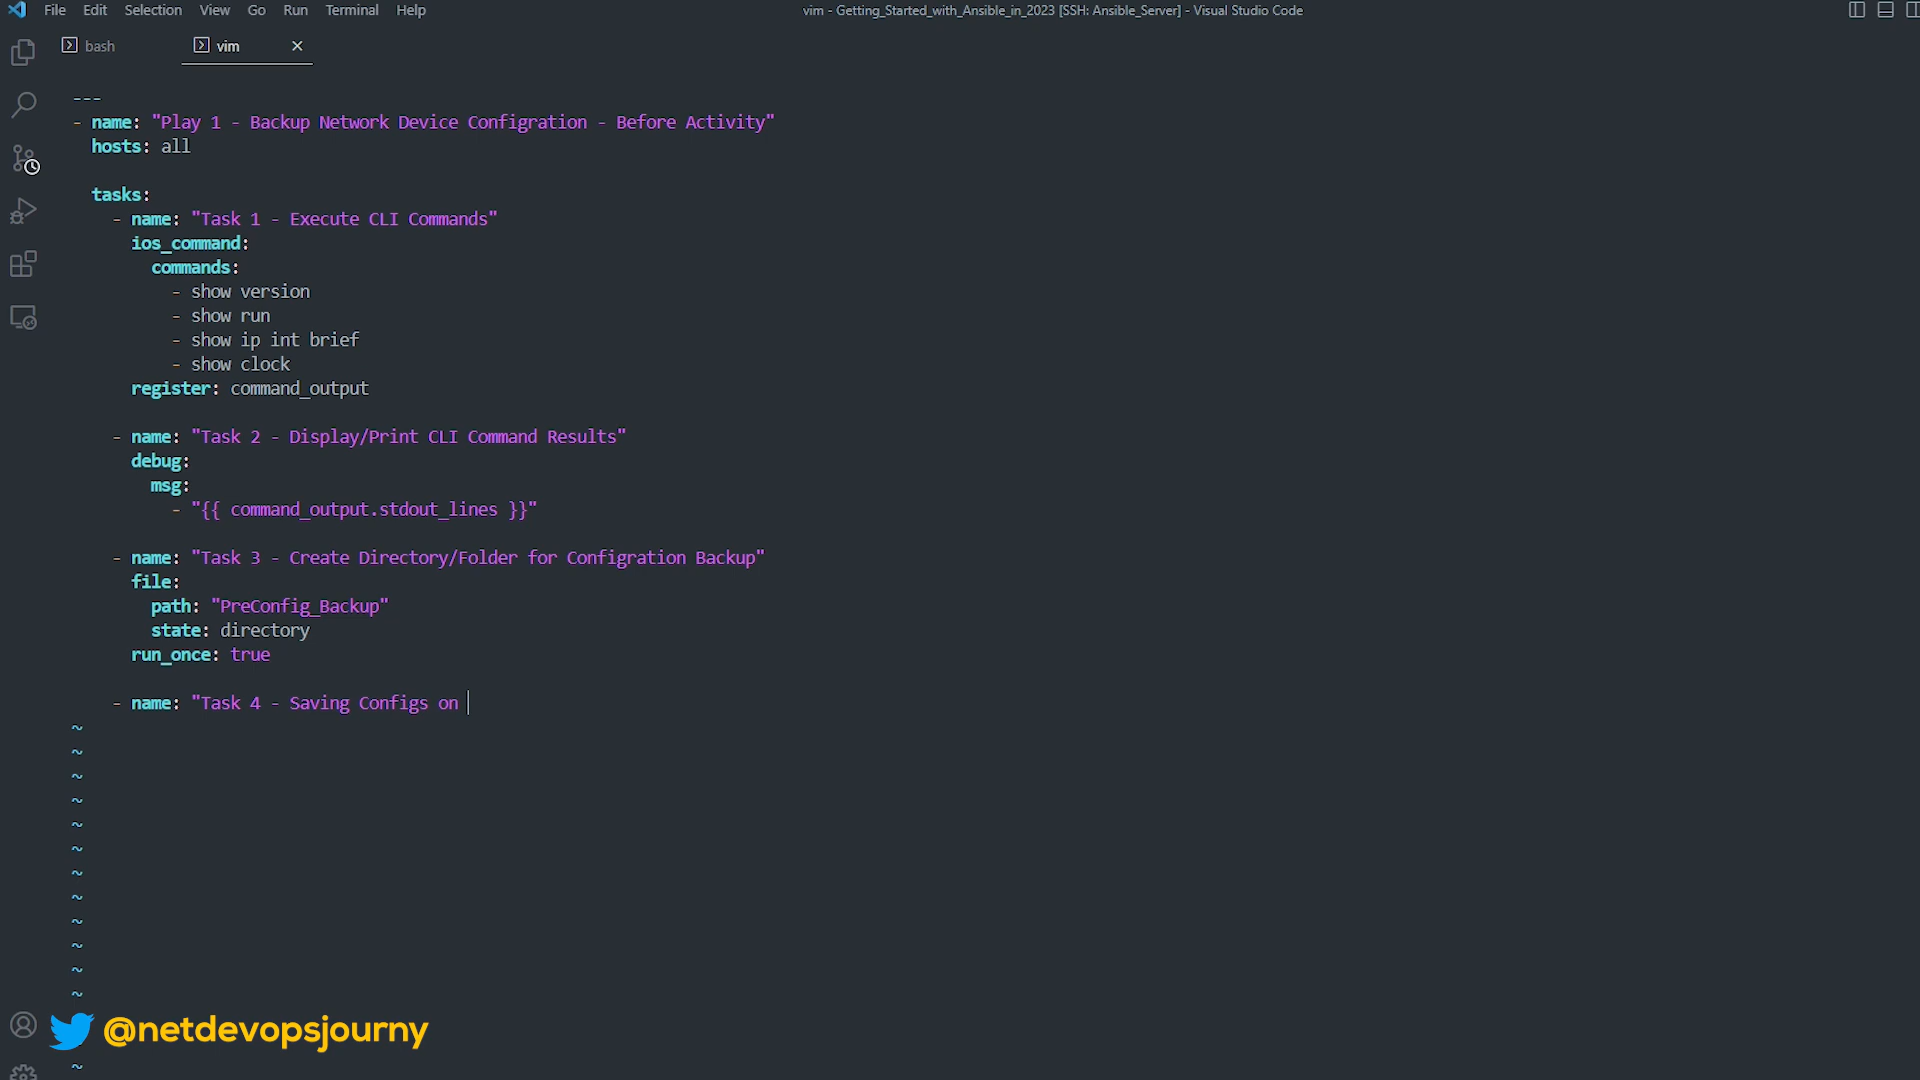 File Edit Selection View Go Run Terminal Help
vim - Getting_Started_with_Ansible_in_2023 [SSH: Ansible_Server] - Visual Studio Code
bash vim
---
- name: "Play 1 - Backup Network Device Configration - Before Activity"
hosts: all
tasks:
- name: "Task 1 - Execute CLI Commands"
ios_command:
commands:
- show version
- show run
- show ip int brief
- show clock
register: command_output
- name: "Task 2 - Display/Print CLI Command Results"
debug:
msg:
- "{{ command_output.stdout_lines }}"
- name: "Task 3 - Create Directory/Folder for Configration Backup"
file:
path: "PreConfig_Backup"
state: directory
run_once: true
- name: "Task 4 - Saving Configs on
~
~
~
~
~
~
~
~
~
~
~
~
@netdevopsjourny
~